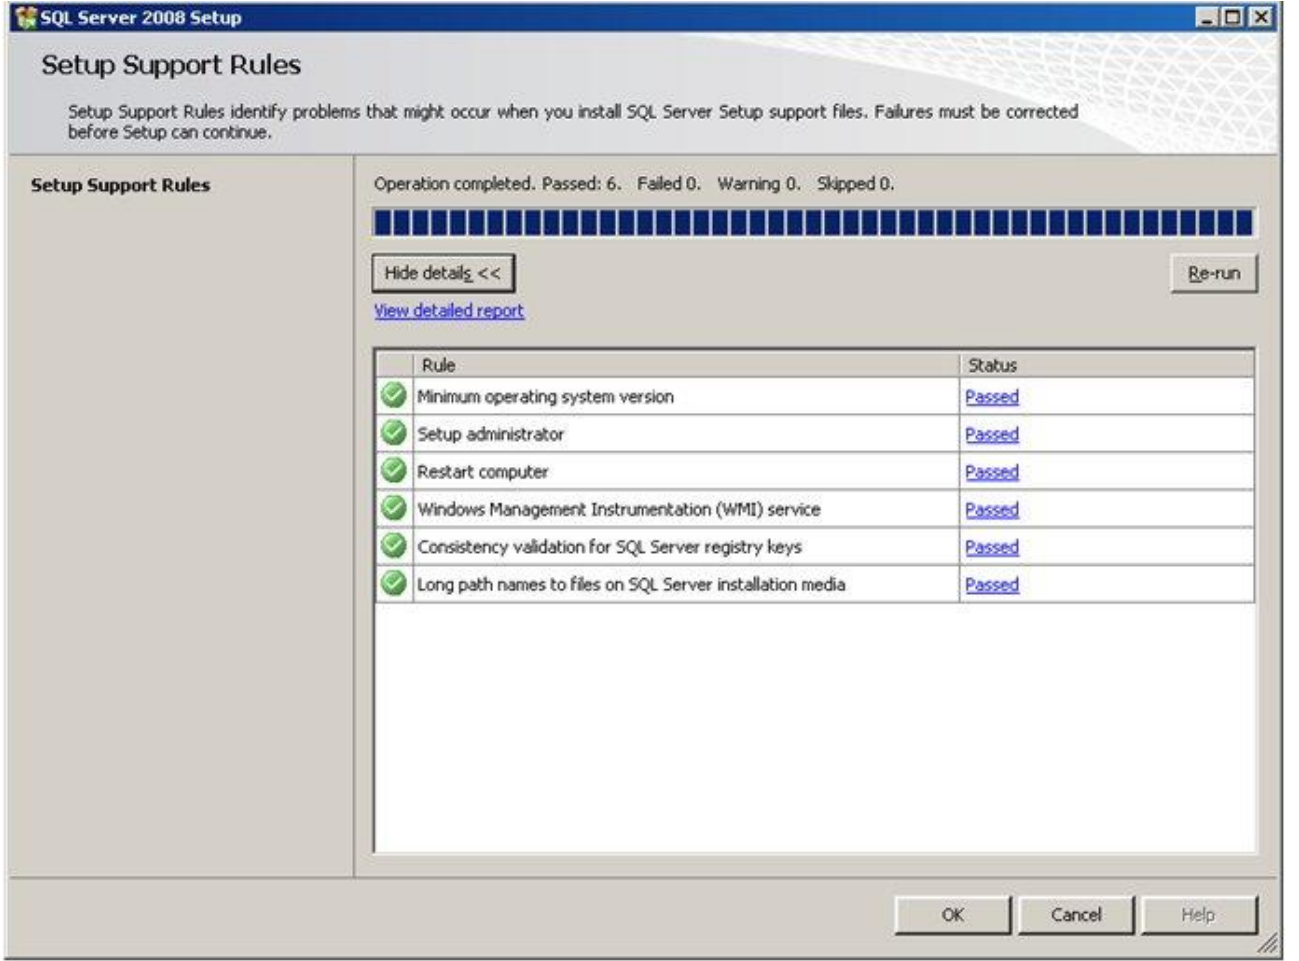 SQL Server 2008 Setup
Setup Support Rules
Setup Support Rules identify problems that might occur when you install SQL Server Setup support files. Failures must be corrected
before Setup can continue.
Setup Support Rules
Operation completed. Passed: 6. Failed 0. Warning 0. Skipped 0.
Hide details <<
Re-run
View detailed report
Rule Status
Minimum operating system version Passed
Setup administrator Passed
Restart computer Passed
Windows Management Instrumentation (WMI) service Passed
Consistency validation for SQL Server registry keys Passed
Long path names to files on SQL Server installation media Passed
OK Cancel Help